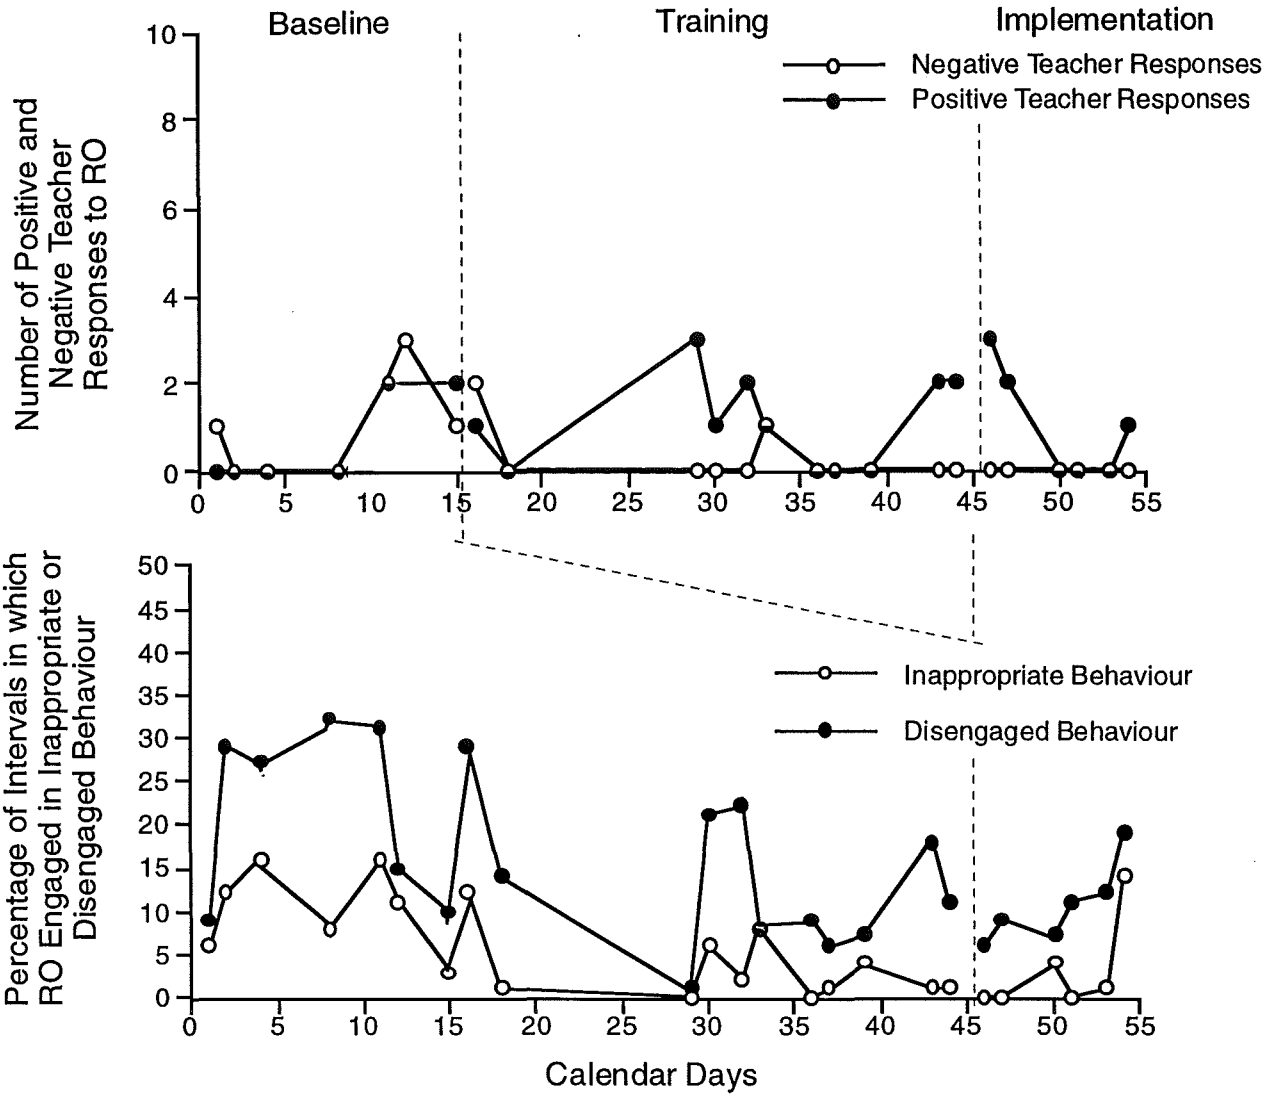 Baseline
Training
Implementation
Negative Teacher Responses
Positive Teacher Responses
Number of Positive and
Negative Teacher
Responses to RO
10
8
6
4
2
0
0 5 10 15 20 25 30 35 40 45 50 55
Inappropriate Behaviour
Disengaged Behaviour
Percentage of Intervals in which
RO Engaged in Inappropriate or
Disengaged Behaviour
50
45
40
35
30
25
20
15
10
5
0
0 5 10 15 20 25 30 35 40 45 50 55
Calendar Days